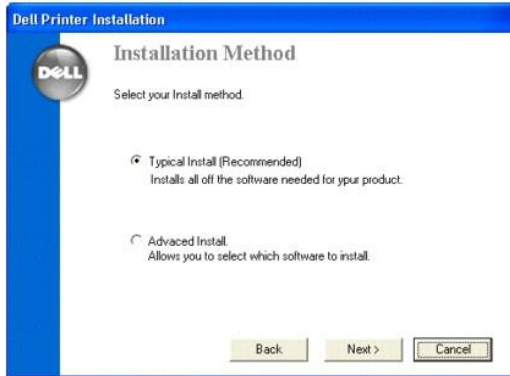 Dell Printer Installation
DELL
Installation Method
Select your Install method.
Typical Install (Recommended)
Installs all off the software needed for ypur product.
Advaced Install.
Allows you to select which software to install.
Back
Next >
Cancel